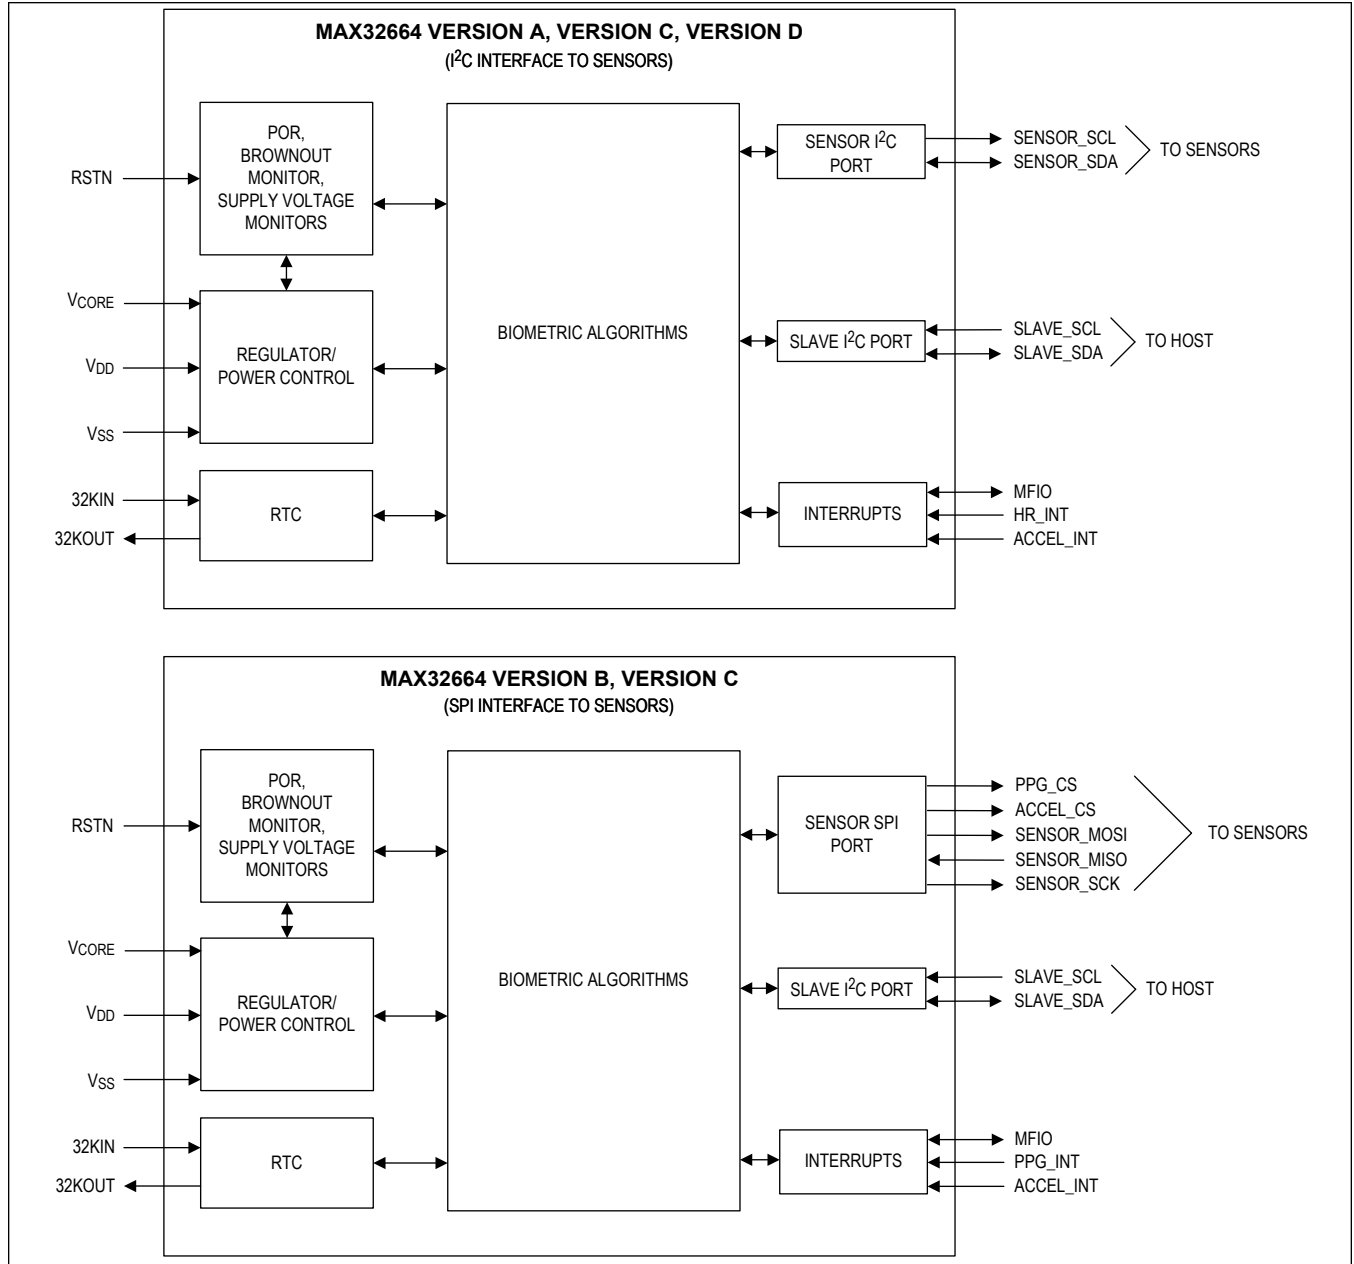 MAX32664 VERSION A, VERSION C, VERSION D
(I2C INTERFACE TO SENSORS)
POR,
BROWNOUT
MONITOR,
SUPPLY VOLTAGE
MONITORS
RSTN
SENSOR I2C
PORT
SENSOR_SCL
SENSOR_SDA
TO SENSORS
VCORE
VDD
VSS
REGULATOR/
POWER CONTROL
BIOMETRIC ALGORITHMS
SLAVE I2C PORT
SLAVE_SCL
SLAVE_SDA
TO HOST
32KIN
32KOUT
RTC
INTERRUPTS
MFIO
HR_INT
ACCEL_INT
MAX32664 VERSION B, VERSION C
(SPI INTERFACE TO SENSORS)
POR,
BROWNOUT
MONITOR,
SUPPLY VOLTAGE
MONITORS
RSTN
SENSOR SPI
PORT
PPG_CS
ACCEL_CS
SENSOR_MOSI
SENSOR_MISO
SENSOR_SCK
TO SENSORS
VCORE
VDD
VSS
REGULATOR/
POWER CONTROL
BIOMETRIC ALGORITHMS
SLAVE I2C PORT
SLAVE_SCL
SLAVE_SDA
TO HOST
32KIN
32KOUT
RTC
INTERRUPTS
MFIO
PPG_INT
ACCEL_INT